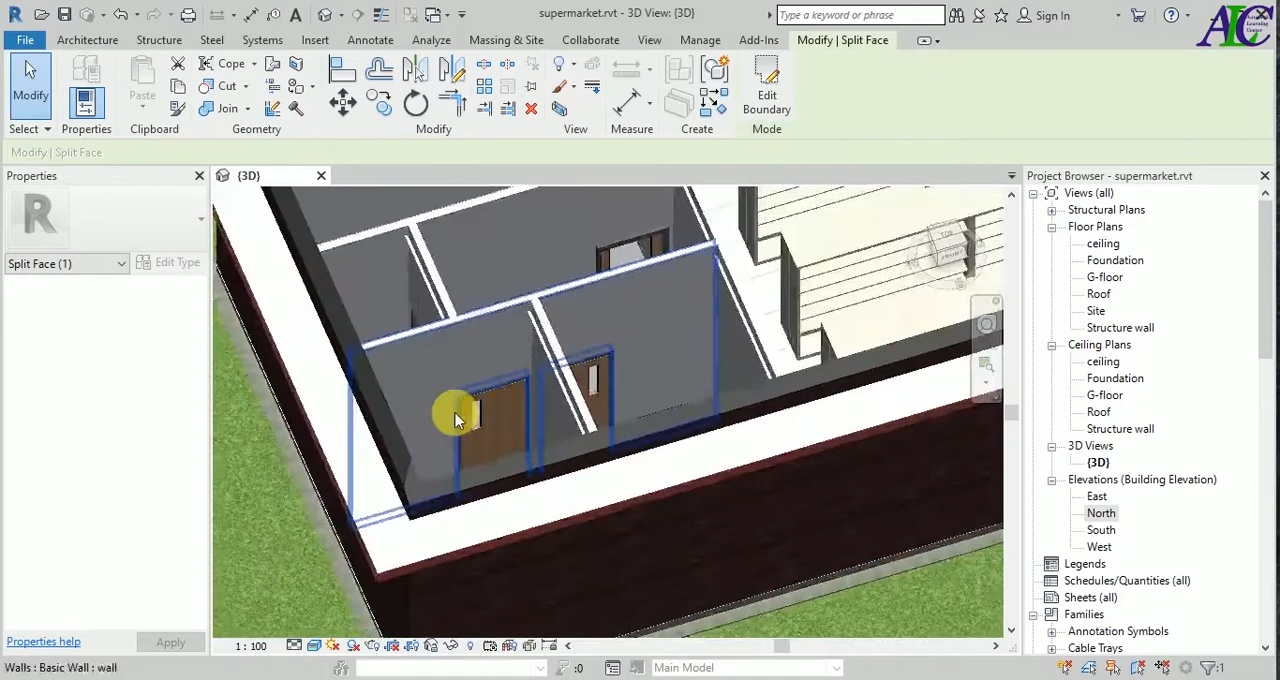 supermarket.rvt - 3D View: {3D}
Type a keyword or phrase
Sign In
ALC
File
Architecture
Structure
Steel
Systems
Insert
Annotate
Analyze
Massing & Site
Collaborate
View
Manage
Add-Ins
Modify | Split Face
Modify
Paste
Cope
Cut
Join
Edit
Boundary
Select
Properties
Clipboard
Geometry
Modify
View
Measure
Create
Mode
Modify | Split Face
Properties
{3D}
Project Browser - supermarket.rvt
R
Split Face (1)
Edit Type
Views (all)
Structural Plans
Floor Plans
ceiling
Foundation
G-floor
Roof
Site
Structure wall
Ceiling Plans
ceiling
Foundation
G-floor
Roof
Structure wall
3D Views
{3D}
Elevations (Building Elevation)
East
North
South
West
Legends
Schedules/Quantities (all)
Sheets (all)
Families
Annotation Symbols
Cable Trays
TOP
FRONT
Properties help
Apply
1 : 100
Walls : Basic Wall : wall
:0
Main Model
:1